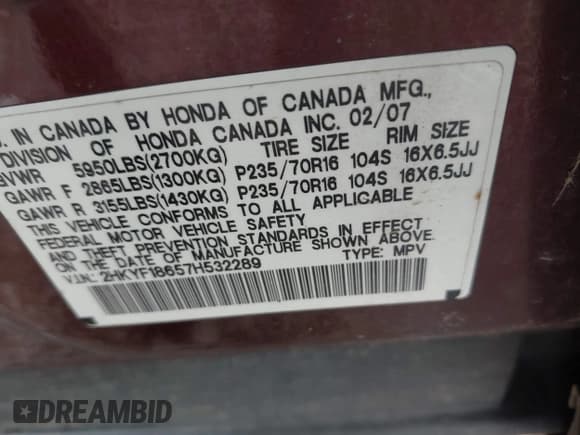 . IN CANADA BY HONDA OF CANADA MFG.,
DIVISION OF HONDA CANADA INC. 02/07
GVWR 5950LBS(2700KG) TIRE SIZE RIM SIZE
GAWR F 2865LBS(1300KG) P235/70R16 104S 16X6.5JJ
GAWR R 3155LBS(1430KG) P235/70R16 104S 16X6.5JJ
THIS VEHICLE CONFORMS TO ALL APPLICABLE
FEDERAL MOTOR VEHICLE SAFETY
AND THEFT PREVENTION STANDARDS IN EFFECT
ON THE DATE OF MANUFACTURE SHOWN ABOVE.
V.I.N.: 2HKYF18657H532289 TYPE: MPV
DREAMBID